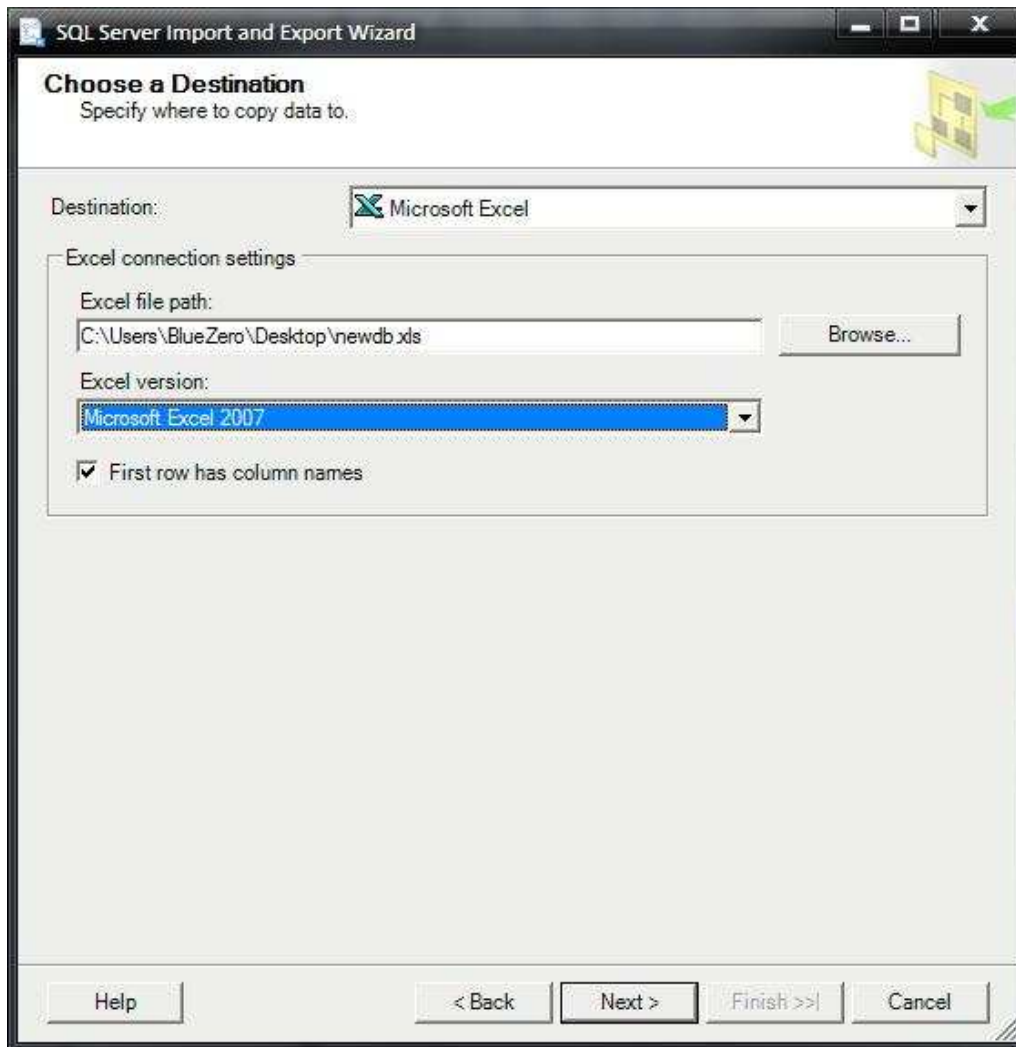 SQL Server Import and Export Wizard
Choose a Destination
Specify where to copy data to.
Destination:
Microsoft Excel
Excel connection settings
Excel file path:
C:\Users\BlueZero\Desktop\newdb.xls
Browse...
Excel version:
Microsoft Excel 2007
First row has column names
Help
< Back
Next >
Finish >>|
Cancel